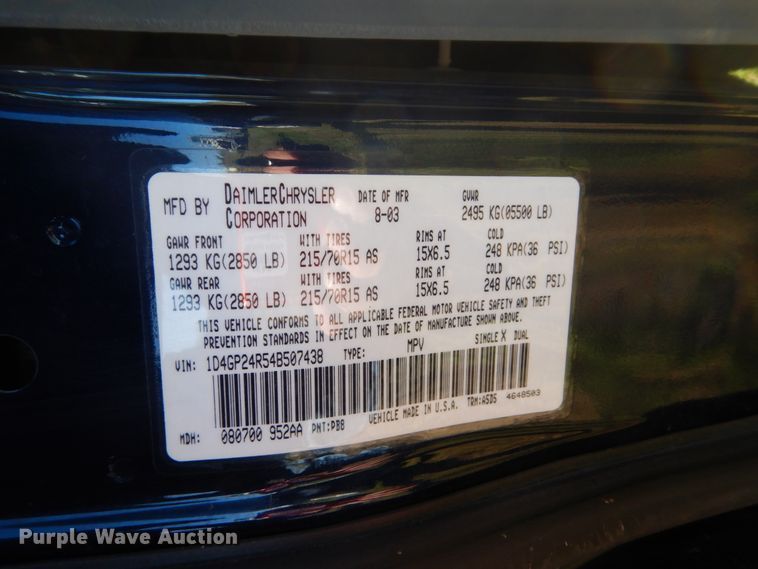 MFD BY DAIMLERCHRYSLER CORPORATION DATE OF MFR 8-03 GVWR 2495 KG(05500 LB)
GAWR FRONT WITH TIRES RIMS AT COLD
1293 KG(2850 LB) 215/70R15 AS 15X6.5 248 KPA(36 PSI)
GAWR REAR WITH TIRES RIMS AT COLD
1293 KG(2850 LB) 215/70R15 AS 15X6.5 248 KPA(36 PSI)
THIS VEHICLE CONFORMS TO ALL APPLICABLE FEDERAL MOTOR VEHICLE SAFETY AND THEFT
PREVENTION STANDARDS IN EFFECT ON THE DATE OF MANUFACTURE SHOWN ABOVE.
VIN: 1D4GP24R54B507438 TYPE: MPV SINGLE X DUAL
MDH: 080700 952AA PNT:PB8 VEHICLE MADE IN U.S.A. TRM:ASD5 4648503
Purple Wave Auction